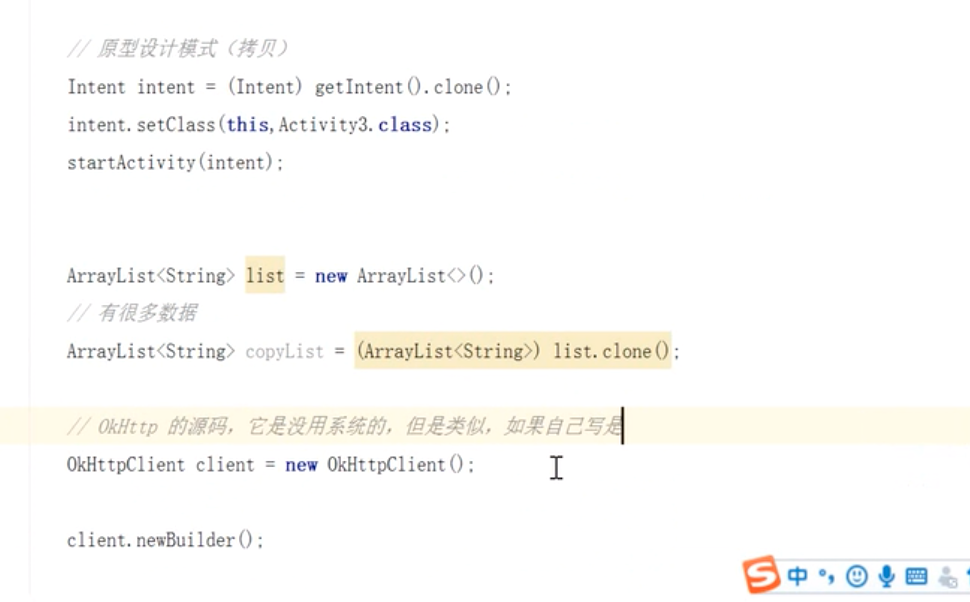 // 原型设计模式（拷贝）
Intent intent = (Intent) getIntent().clone();
intent.setClass(this,Activity3.class);
startActivity(intent);
ArrayList<String> list = new ArrayList<>();
// 有很多数据
ArrayList<String> copyList = (ArrayList<String>) list.clone();
// OkHttp 的源码，它是没用系统的，但是类似，如果自己写是
OkHttpClient client = new OkHttpClient();
client.newBuilder();
中